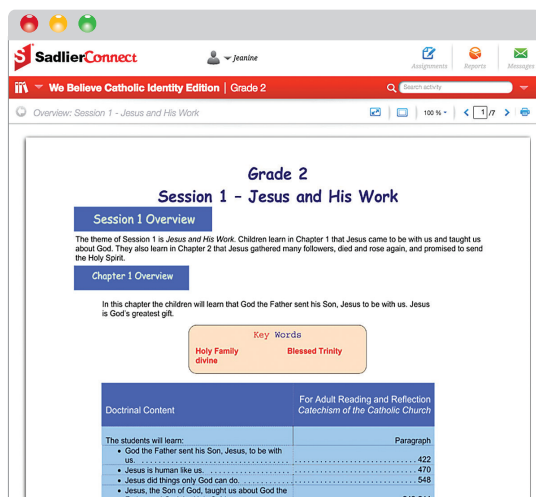 SadlierConnect
Jeanine
Assignments Reports Messages
We Believe Catholic Identity Edition | Grade 2
Search activity
Overview: Session 1 - Jesus and His Work
100 % 1 /7
Grade 2
Session 1 - Jesus and His Work
Session 1 Overview
The theme of Session 1 is Jesus and His Work. Children learn in Chapter 1 that Jesus came to be with us and taught us
about God. They also learn in Chapter 2 that Jesus gathered many followers, died and rose again, and promised to send
the Holy Spirit.
Chapter 1 Overview
In this chapter the children will learn that God the Father sent his Son, Jesus to be with us. Jesus
is God's greatest gift.
Key Words
Holy Family Blessed Trinity
divine
For Adult Reading and Reflection
Doctrinal Content Catechism of the Catholic Church
The students will learn: Paragraph
• God the Father sent his Son, Jesus, to be with
us. . . . . . . . . . . . . . . . . . . . . . . . . . . . . . . . . 422
• Jesus is human like us. . . . . . . . . . . . . . . . . . . . . . 470
• Jesus did things only God can do. . . . . . . . . . . . . . . . . . 548
• Jesus, the Son of God, taught us about God the